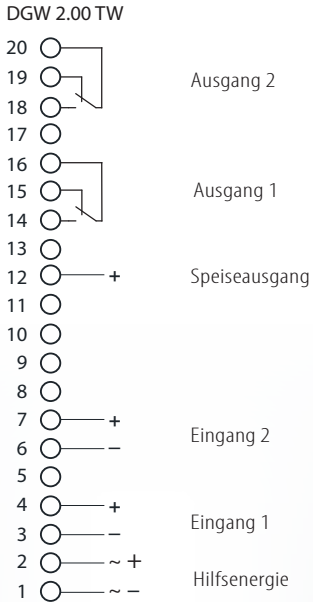 DGW 2.00 TW
20
19 Ausgang 2
18
17
16
15 Ausgang 1
14
13
12 + Speiseausgang
11
10
9
8
7 +
Eingang 2
6 −
5
4 +
Eingang 1
3 −
2 ~ +
Hilfsenergie
1 ~ −